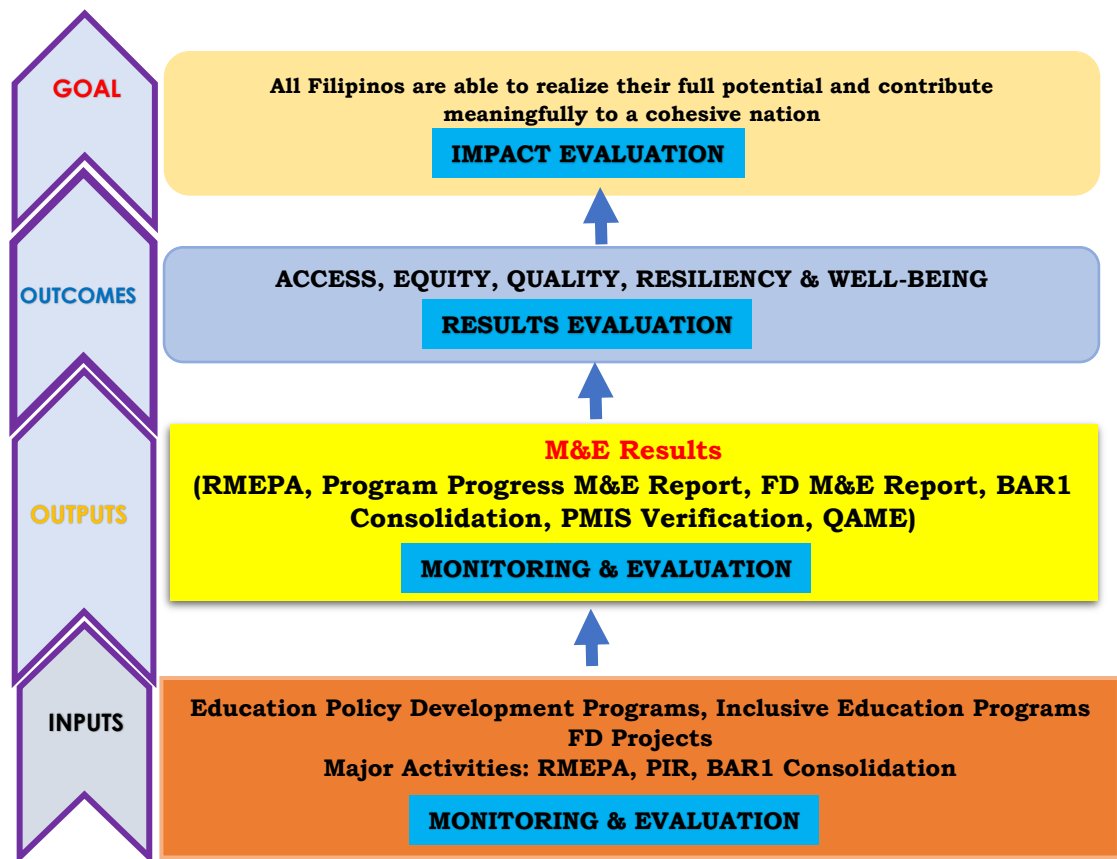 GOAL
All Filipinos are able to realize their full potential and contribute
meaningfully to a cohesive nation
IMPACT EVALUATION
OUTCOMES
ACCESS, EQUITY, QUALITY, RESILIENCY & WELL-BEING
RESULTS EVALUATION
OUTPUTS
M&E Results
(RMEPA, Program Progress M&E Report, FD M&E Report, BAR1
Consolidation, PMIS Verification, QAME)
MONITORING & EVALUATION
INPUTS
Education Policy Development Programs, Inclusive Education Programs
FD Projects
Major Activities: RMEPA, PIR, BAR1 Consolidation
MONITORING & EVALUATION